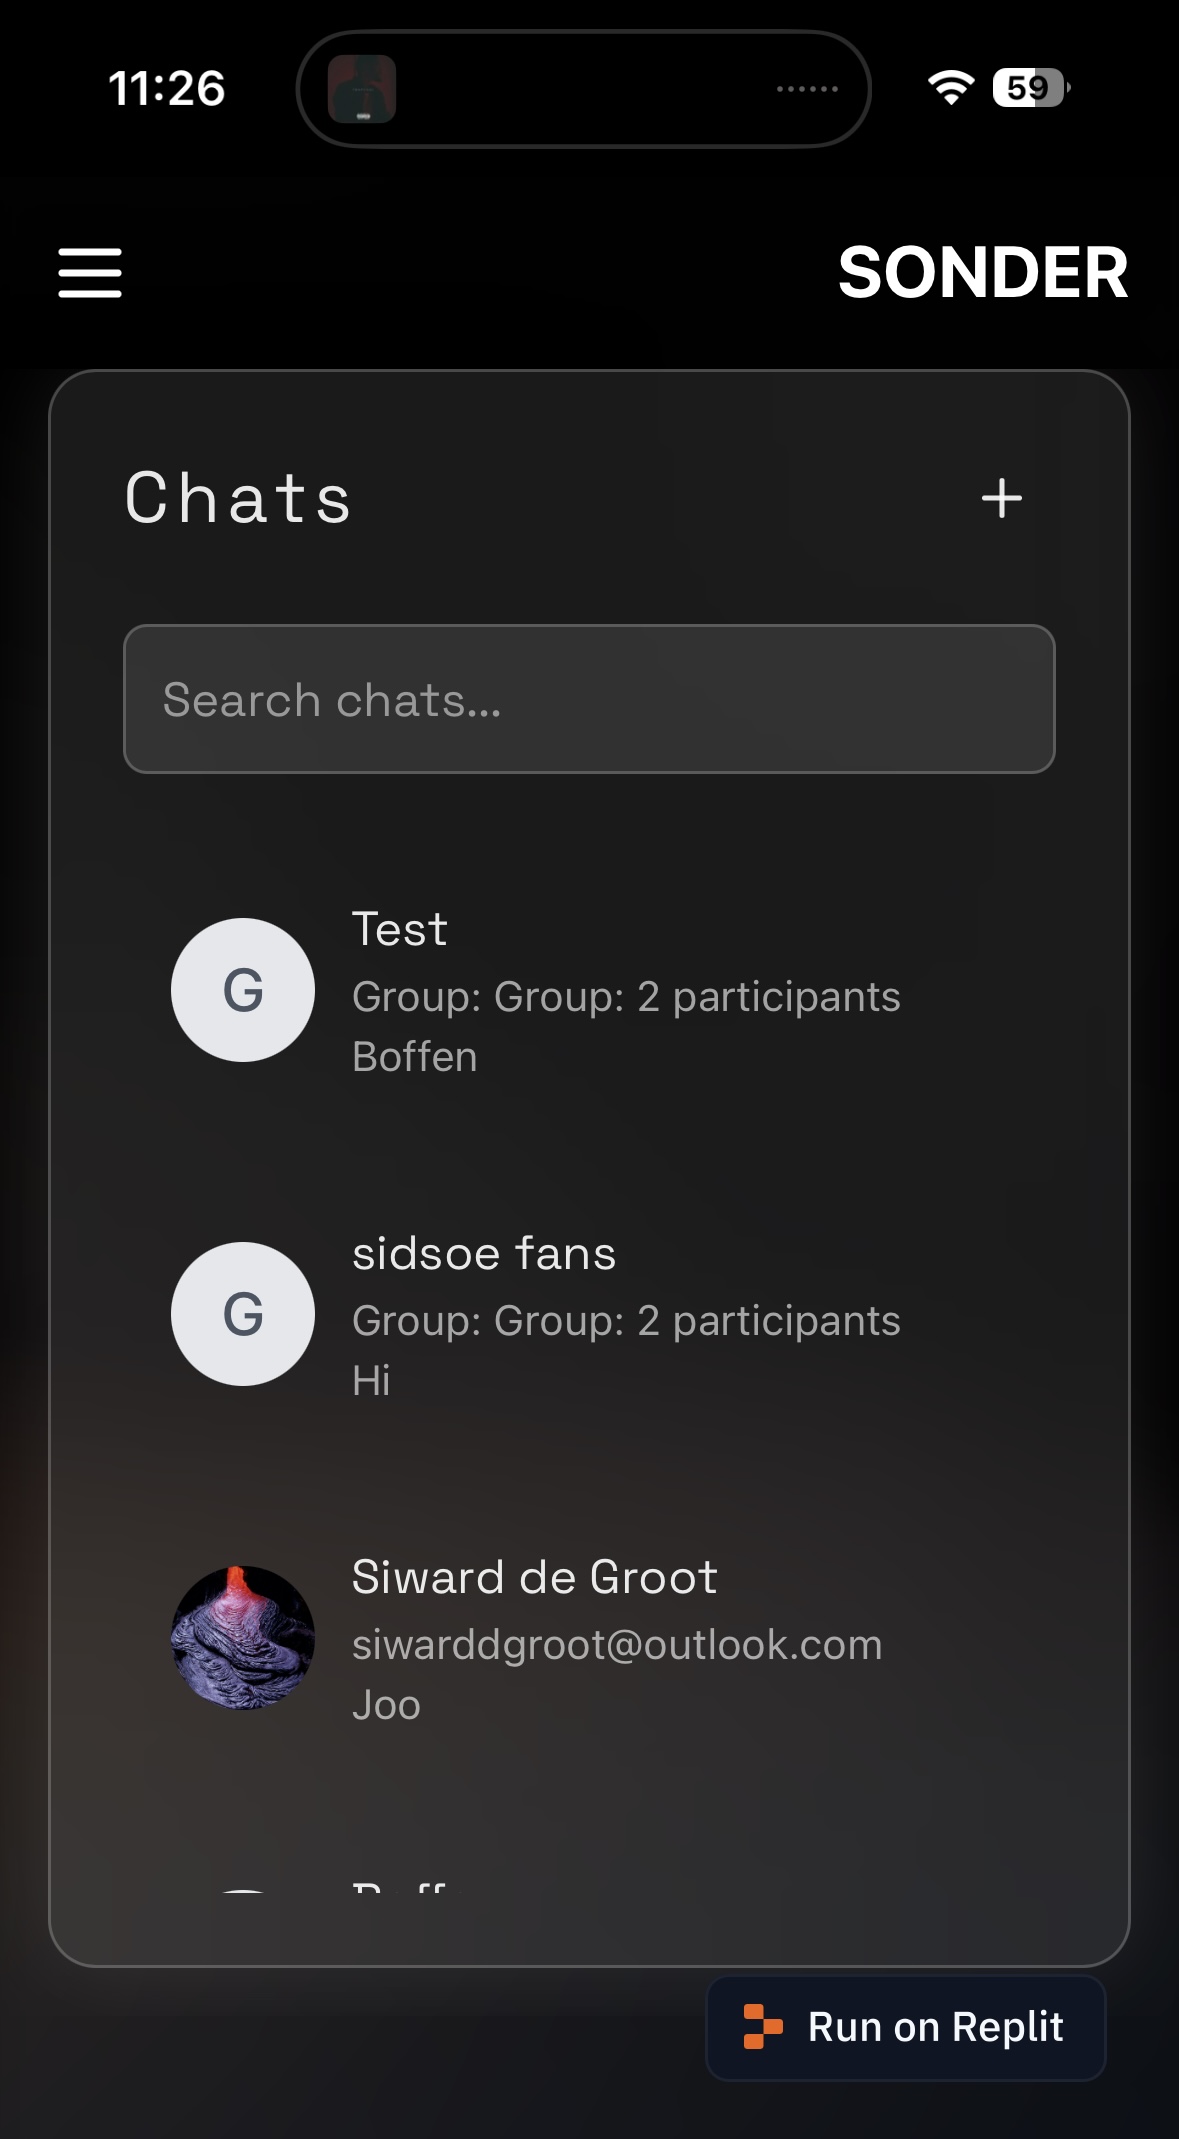 11:26
59
SONDER
Chats
Search chats...
G
Test
Group: Group: 2 participants
Boffen
G
sidsoe fans
Group: Group: 2 participants
Hi
Siward de Groot
siwarddgroot@outlook.com
Joo
Run on Replit